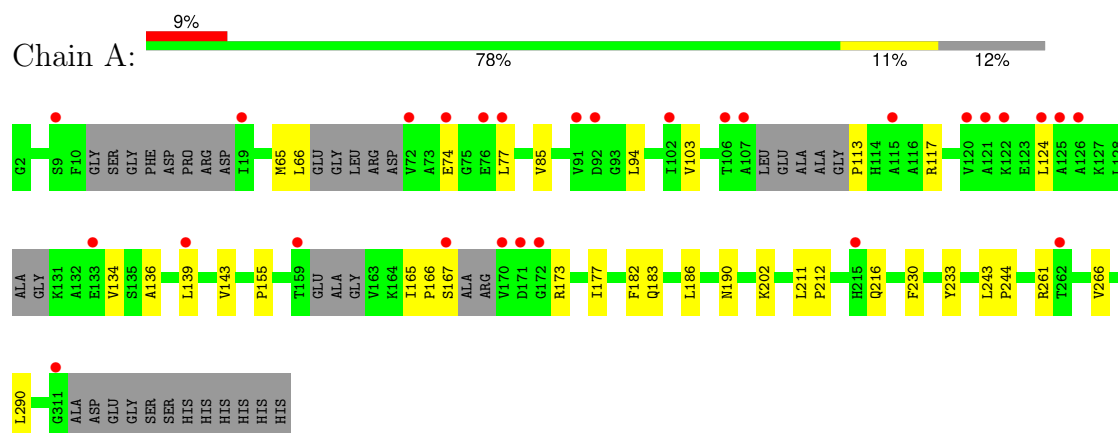 9%
Chain A:
78% 11% 12%
G2 S9 F10 GLY SER GLY PHE ASP PRO ARG ASP I19 M65 L66 GLU GLY LEU ARG ASP V72 A73 E74 G75 E76 L77 V85 V91 D92 G93 L94 I102 V103 T106 A107 LEU GLU ALA ALA GLY P113 H114 A115 A116 R117 V120 A121 K122 E123 L124 A125 A126 K127 L128
ALA GLY K131 A132 E133 V134 S135 A136 L139 V143 P155 T159 GLU ALA GLY V163 K164 I165 P166 S167 ALA ARG V170 D171 G172 R173 I177 F182 Q183 L186 N190 K202 L211 P212 H215 Q216 F230 Y233 L243 P244 R261 T262 V266
L290 G311 ALA ASP GLU GLY SER SER HIS HIS HIS HIS HIS HIS